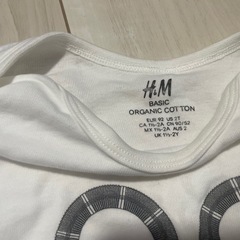 H&M
BASIC
ORGANIC COTTON
EUR 92 US 2T
CA 1½-2A CN 90/52
MX 1½-2A AUS 2
UK 1½-2Y